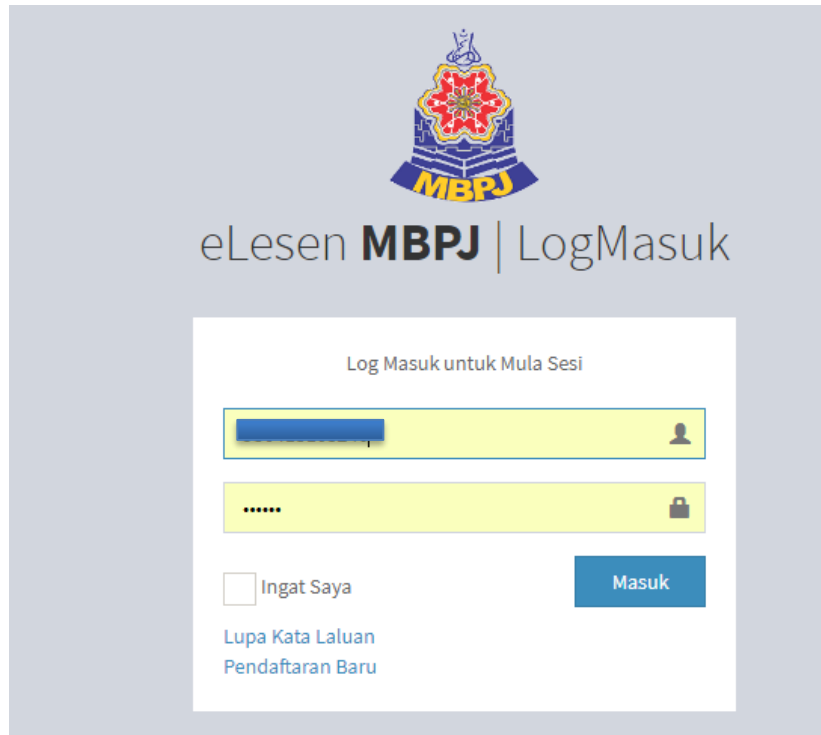 MBPJ
eLesen MBPJ | LogMasuk
Log Masuk untuk Mula Sesi
••••••
Ingat Saya
Masuk
Lupa Kata Laluan
Pendaftaran Baru